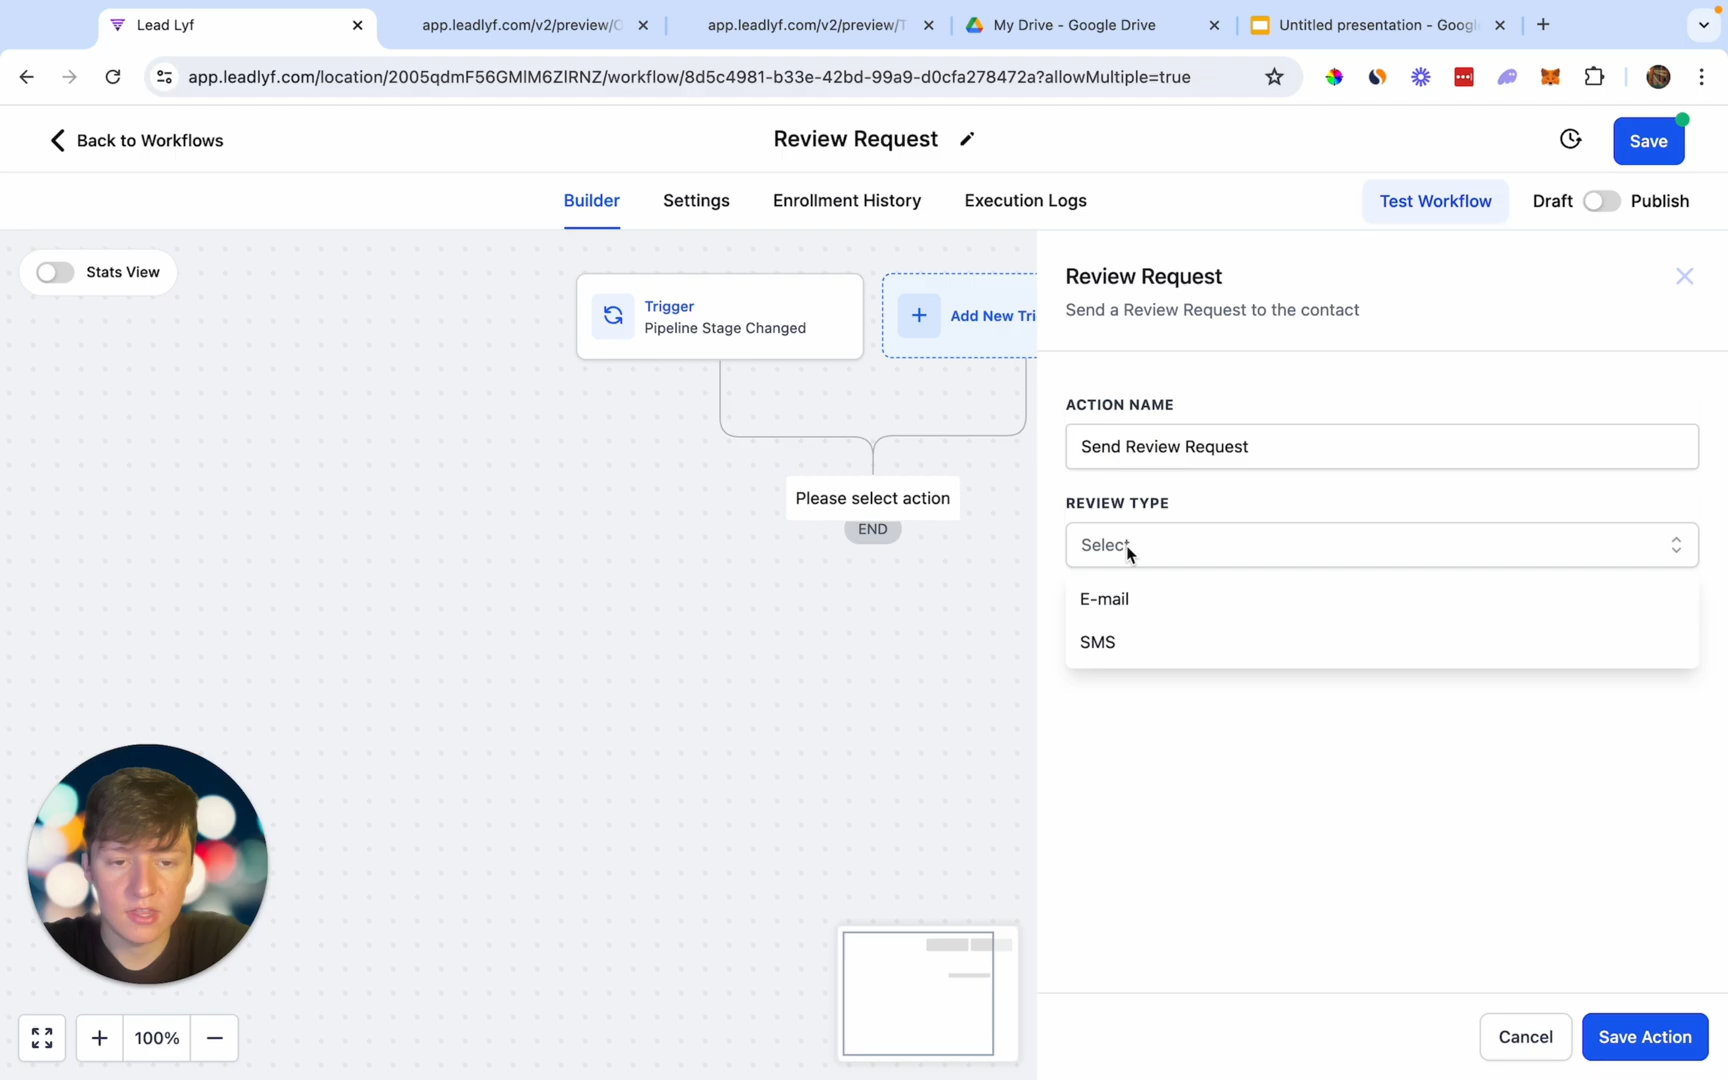 Lead Lyf
app.leadlyf.com/v2/preview/
app.leadlyf.com/v2/preview/
My Drive - Google Drive
Untitled presentation - Goog
app.leadlyf.com/location/2005qdmF56GMIM6ZIRNZ/workflow/8d5c4981-b33e-42bd-99a9-d0cfa278472a?allowMultiple=true
Back to Workflows
Review Request
Save
Builder
Settings
Enrollment History
Execution Logs
Test Workflow
Draft
Publish
Stats View
Trigger
Pipeline Stage Changed
Add New Tri
Please select action
END
Review Request
Send a Review Request to the contact
ACTION NAME
Send Review Request
REVIEW TYPE
Select
E-mail
SMS
100%
Cancel
Save Action